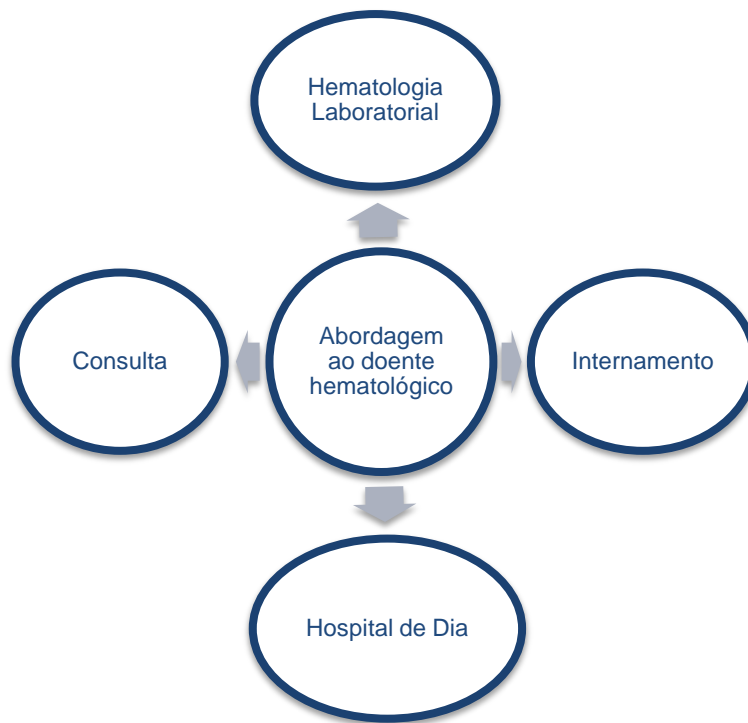 Hematologia
Laboratorial
Consulta
Abordagem
ao doente
hematológico
Internamento
Hospital de Dia